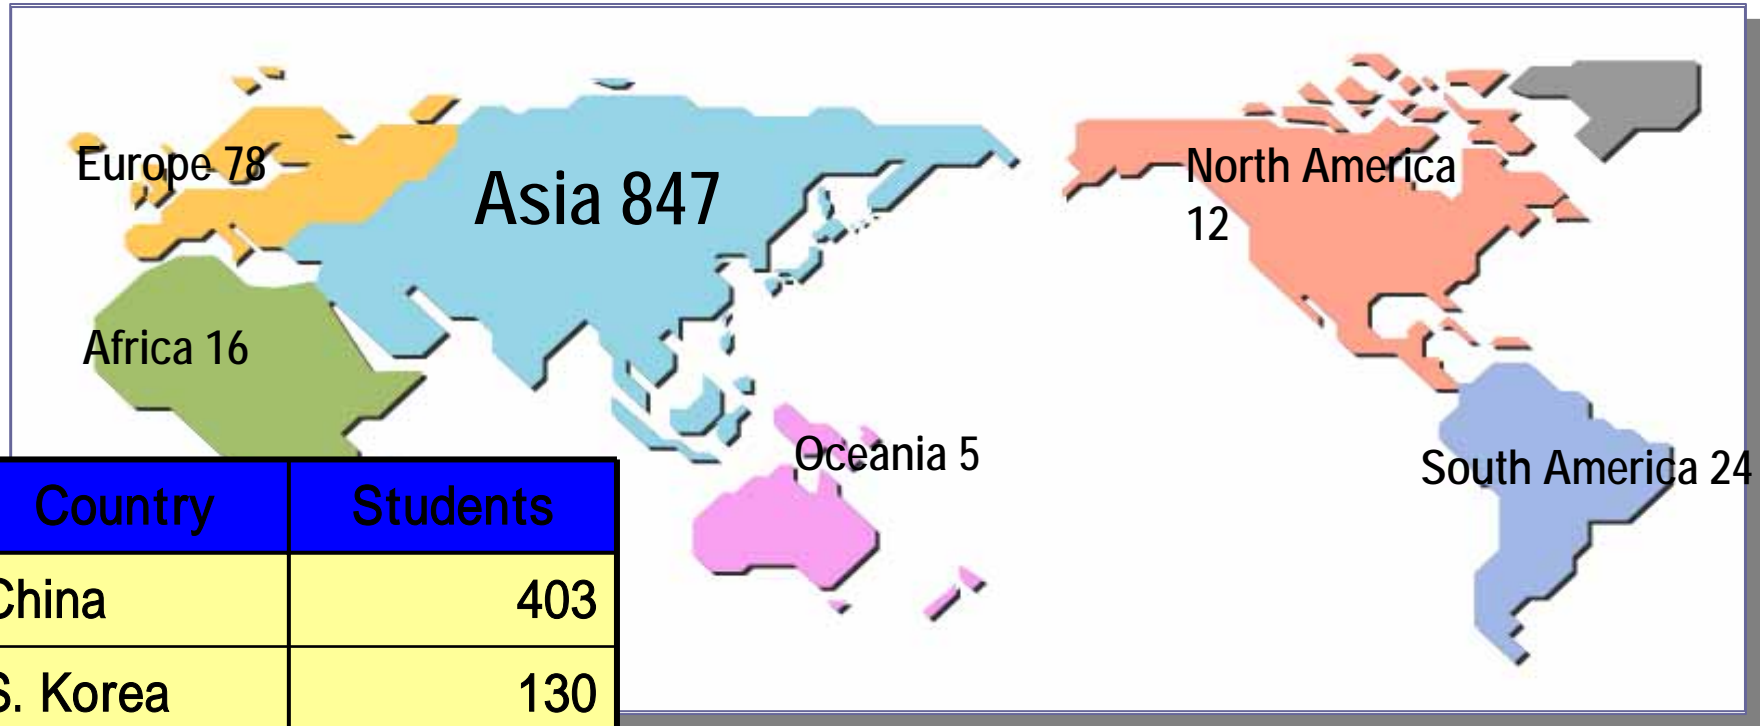 Europe 78
Asia 847
North America
12
Africa 16
Oceania 5
South America 24
Country Students
China 403
S. Korea 130